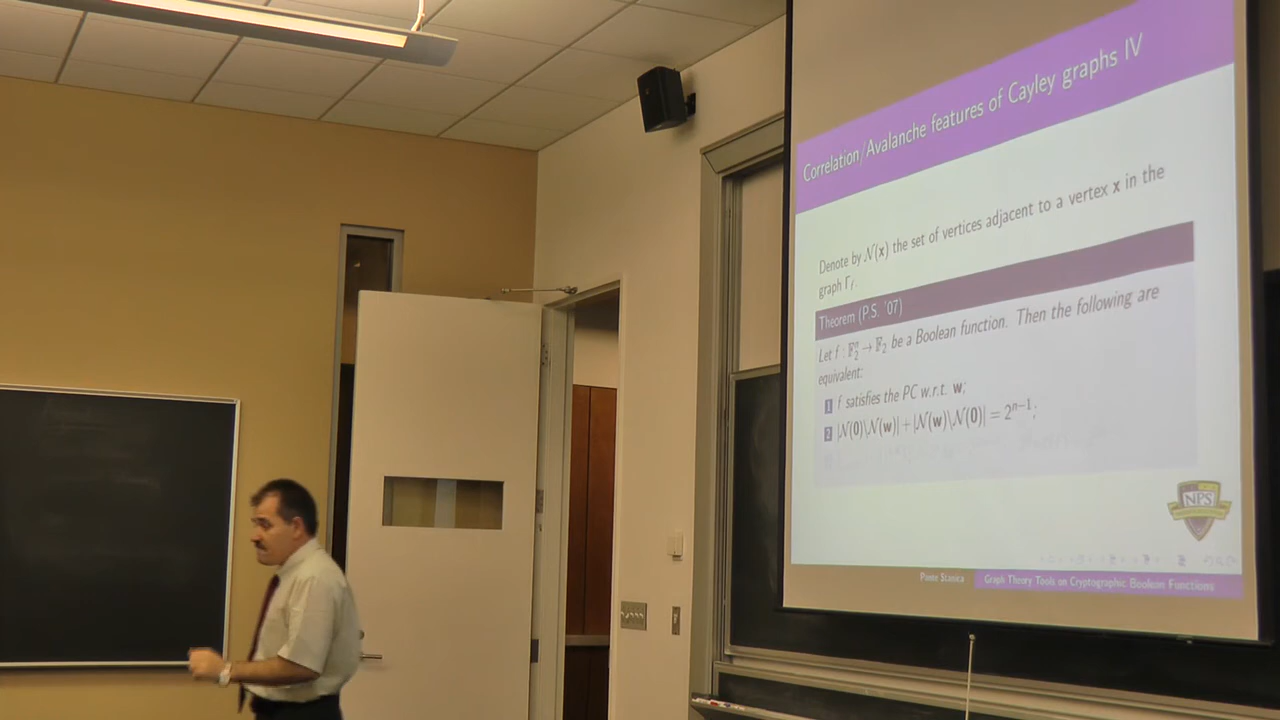 Correlation/Avalanche features of Cayley graphs IV
Denote by 𝒩(x) the set of vertices adjacent to a vertex x in the
graph Γ_f.
Theorem (P.S. '07)
Let f : 𝔽₂ⁿ → 𝔽₂ be a Boolean function. Then the following are
equivalent:
1 f satisfies the PC w.r.t. w;
2 |𝒩(0)\𝒩(w)| + |𝒩(w)\𝒩(0)| = 2ⁿ⁻¹;
NPS
Pante Stanica Graph Theory Tools on Cryptographic Boolean Functions